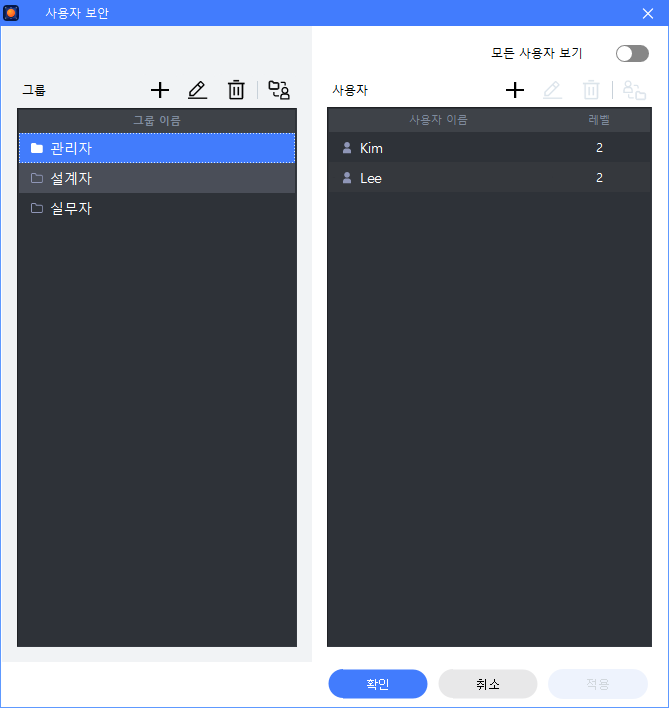 사용자 보안
모든 사용자 보기
그룹
사용자
그룹 이름
관리자
설계자
실무자
사용자 이름 레벨
Kim 2
Lee 2
확인 취소 적용